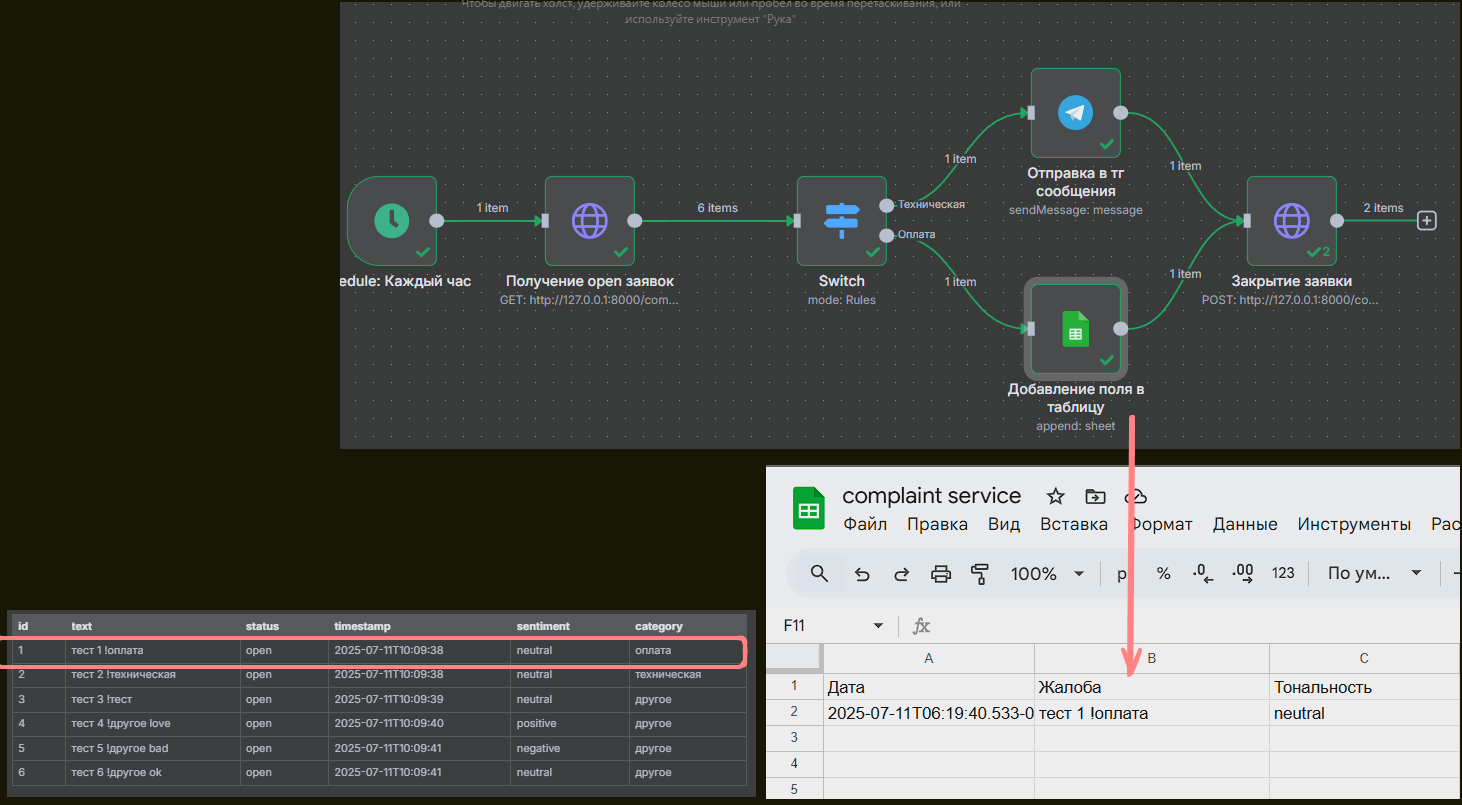 Чтобы двигать холст, удерживайте колесо мыши или пробел во время перетаскивания, или
используйте инструмент "Рука"
1 item
6 items
1 item
1 item
1 item
1 item
2 items
Техническая
Оплата
2
edule: Каждый час
Получение open заявок
GET: http://127.0.0.1:8000/com...
Switch
mode: Rules
Отправка в тг
сообщения
sendMessage: message
Добавление поля в
таблицу
append: sheet
Закрытие заявки
POST: http://127.0.0.1:8000/co...
complaint service
Файл Правка Вид Вставка Формат Данные Инструменты Рас
100% р % .0 .00 123 По ум...
F11 fx
A B C
1 Дата Жалоба Тональность
2 2025-07-11T06:19:40.533-0 тест 1 !оплата neutral
3
4
5
id text status timestamp sentiment category
1 тест 1 !оплата open 2025-07-11T10:09:38 neutral оплата
2 тест 2 !техническая open 2025-07-11T10:09:38 neutral техническая
3 тест 3 !тест open 2025-07-11T10:09:39 neutral другое
4 тест 4 !другое love open 2025-07-11T10:09:40 positive другое
5 тест 5 !другое bad open 2025-07-11T10:09:41 negative другое
6 тест 6 !другое ok open 2025-07-11T10:09:41 neutral другое